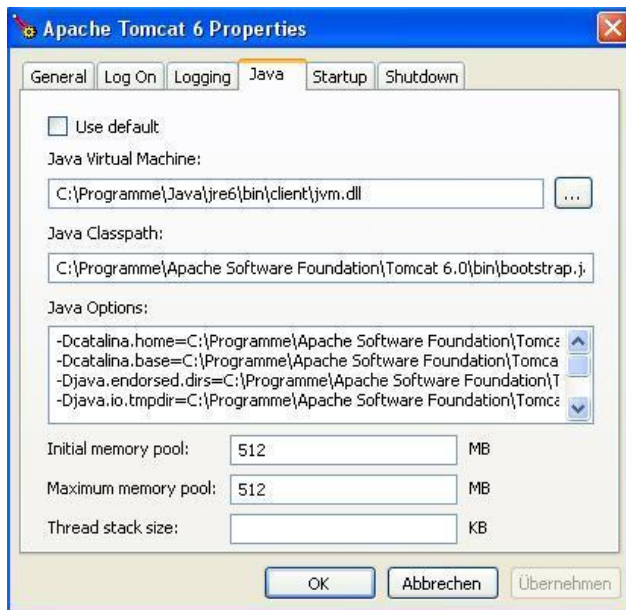 Apache Tomcat 6 Properties
General Log On Logging Java Startup Shutdown
Use default
Java Virtual Machine:
C:\Programme\Java\jre6\bin\client\jvm.dll ...
Java Classpath:
C:\Programme\Apache Software Foundation\Tomcat 6.0\bin\bootstrap.j
Java Options:
-Dcatalina.home=C:\Programme\Apache Software Foundation\Tomca
-Dcatalina.base=C:\Programme\Apache Software Foundation\Tomca
-Djava.endorsed.dirs=C:\Programme\Apache Software Foundation\T
-Djava.io.tmpdir=C:\Programme\Apache Software Foundation\Tomca
Initial memory pool: 512 MB
Maximum memory pool: 512 MB
Thread stack size: KB
OK Abbrechen Übernehmen